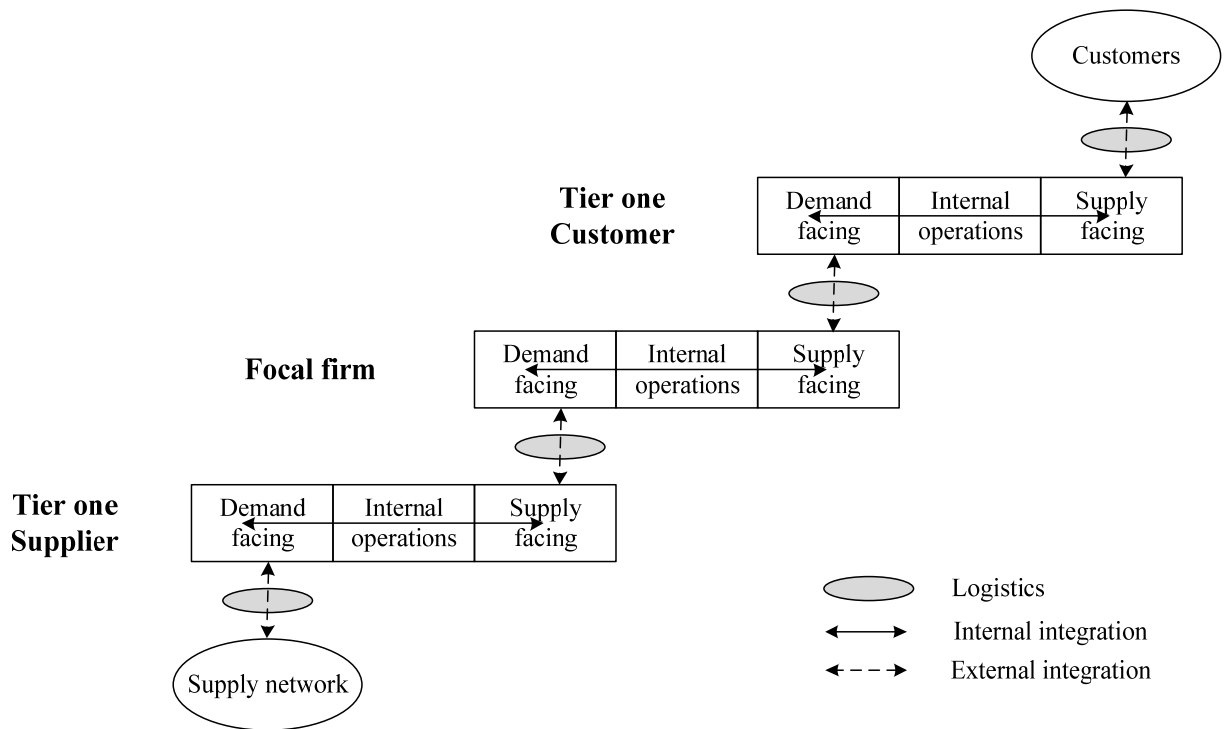 Customers
Tier one
Customer
Demand
facing
Internal
operations
Supply
facing
Focal firm
Demand
facing
Internal
operations
Supply
facing
Tier one
Supplier
Demand
facing
Internal
operations
Supply
facing
Supply network
Logistics
Internal integration
External integration